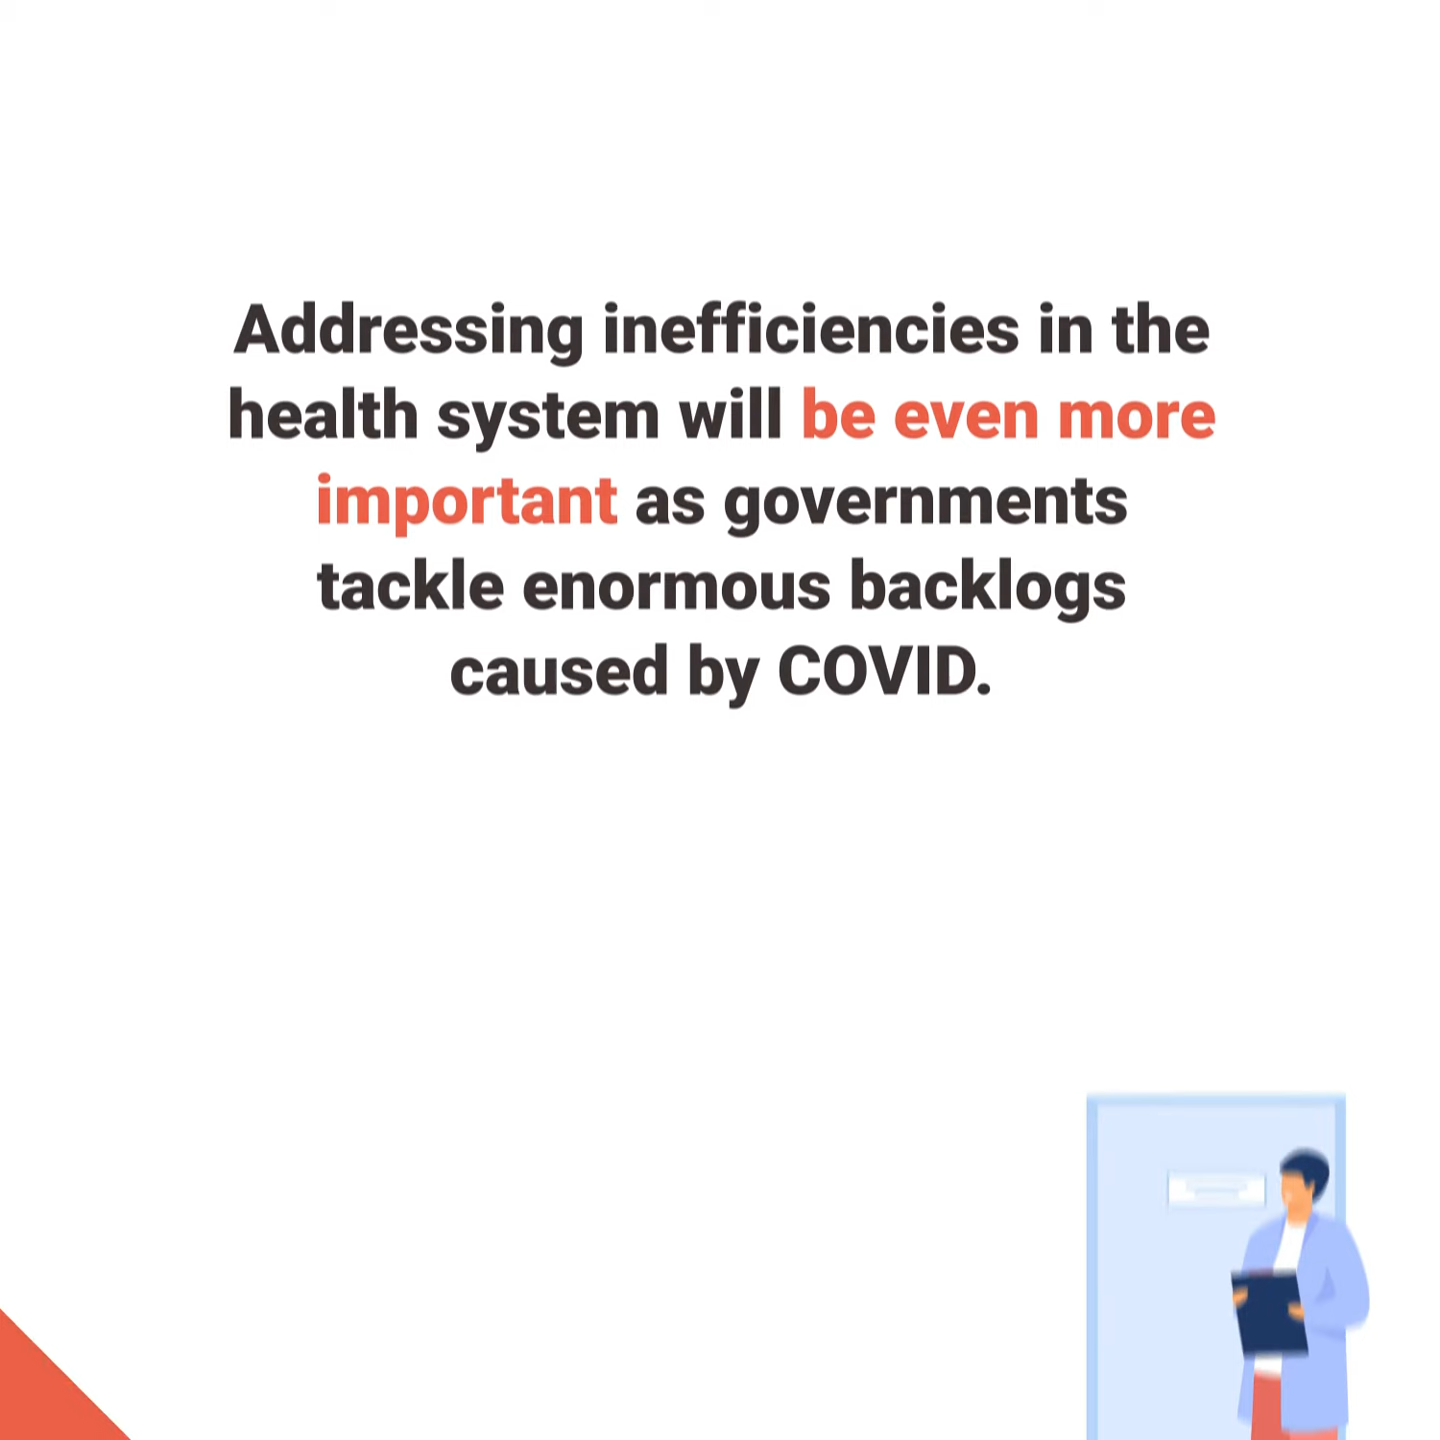 Addressing inefficiencies in the
health system will be even more
important as governments
tackle enormous backlogs
caused by COVID.